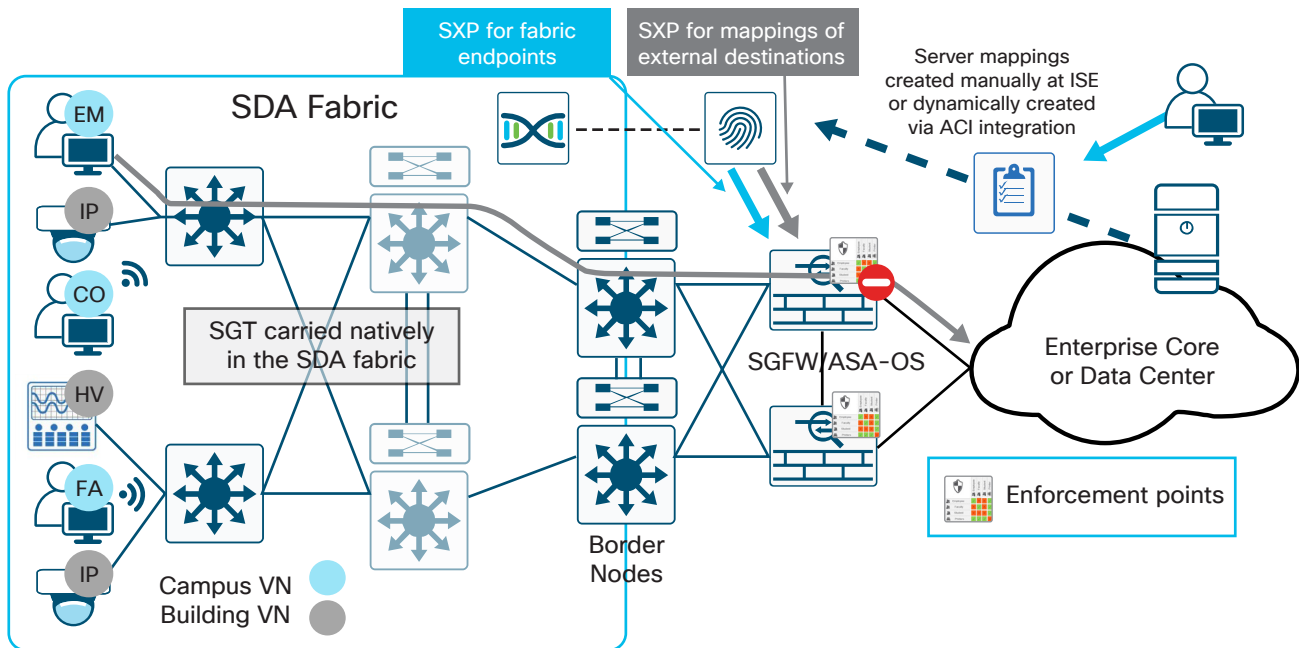 SXP for fabric
endpoints
SXP for mappings of
external destinations
Server mappings
created manually at ISE
or dynamically created
via ACI integration
SDA Fabric
EM
IP
CO
SGT carried natively
in the SDA fabric
HV
FA
IP
Campus VN
Building VN
Border
Nodes
SGFW/ASA-OS
Enterprise Core
or Data Center
Enforcement points